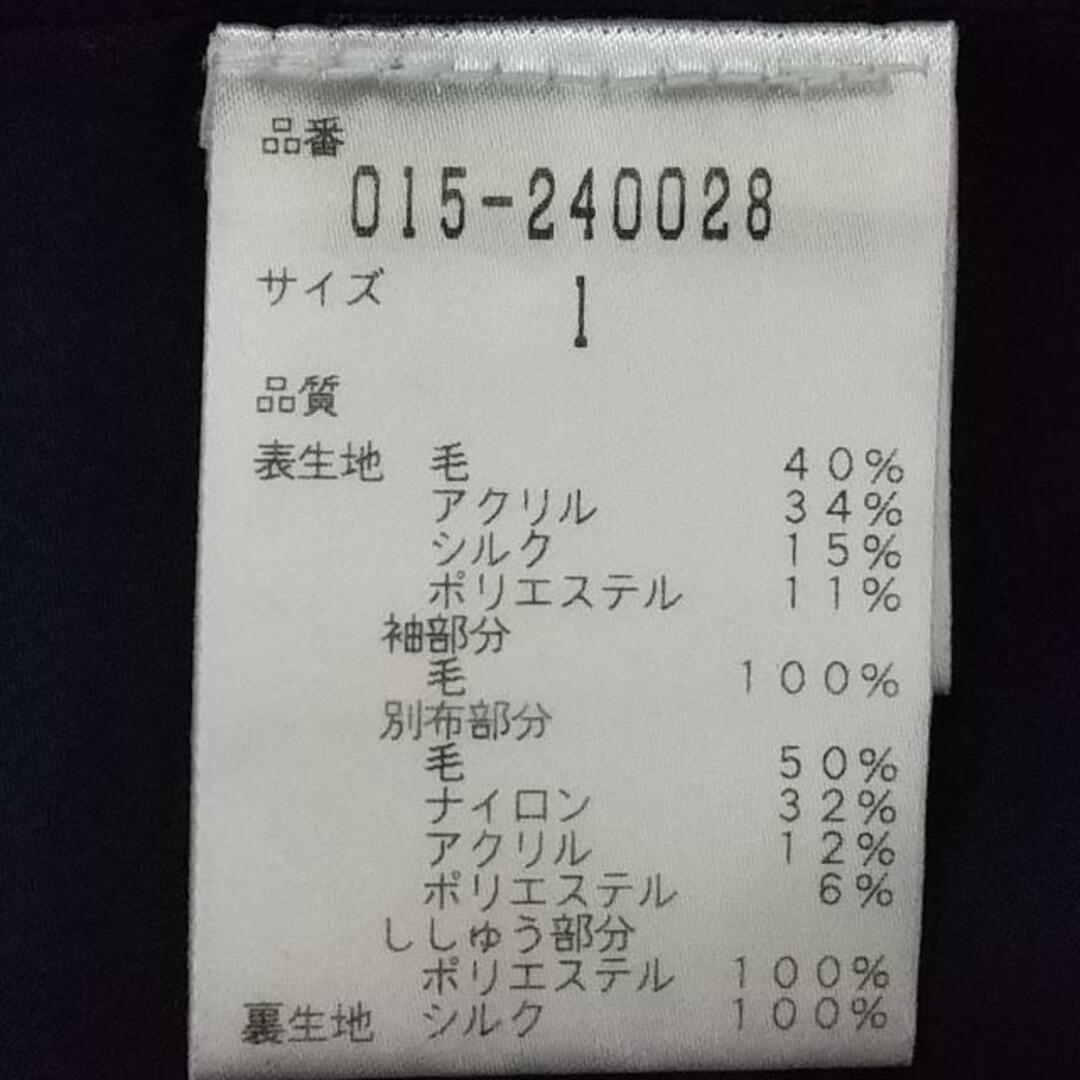 品番
015-240028
サイズ 1
品質
表生地 毛 40%
アクリル 34%
シルク 15%
ポリエステル 11%
袖部分
毛 100%
別布部分
毛 50%
ナイロン 32%
アクリル 12%
ポリエステル 6%
ししゅう部分
ポリエステル 100%
裏生地 シルク 100%